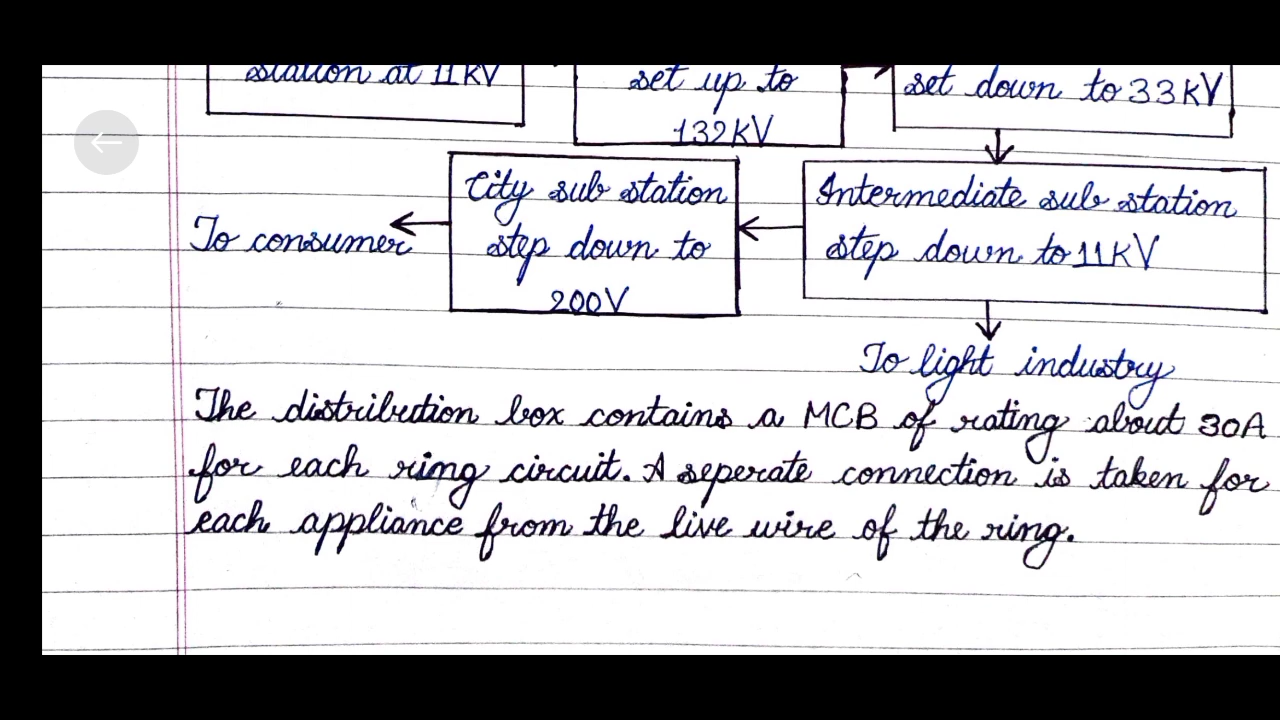 station at 11kV
set up to
132kV
set down to 33kV
City sub station
step down to
200V
Intermediate sub station
step down to 11kV
To consumer
To light industry
The distribution box contains a MCB of rating about 30A
for each ring circuit. A seperate connection is taken for
each appliance from the live wire of the ring.